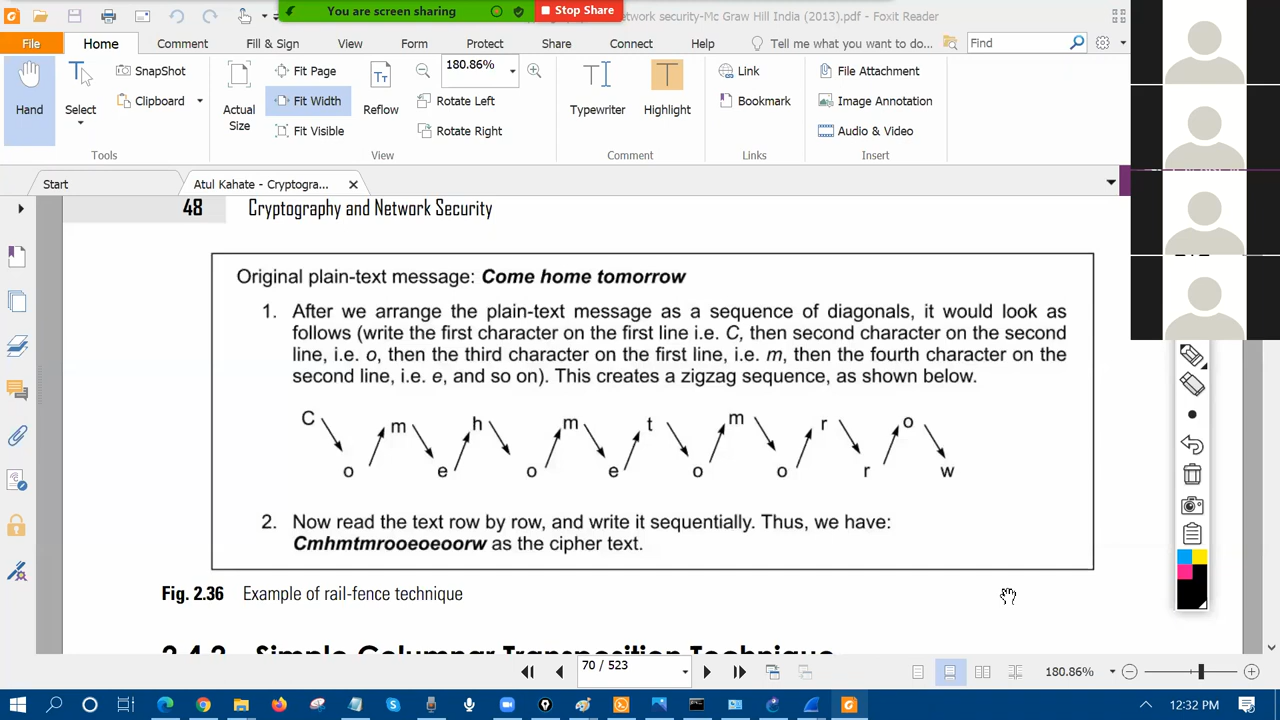 You are screen sharing
Stop Share
network security-Mc Graw Hill India (2013).pdf - Foxit Reader
File Home Comment Fill & Sign View Form Protect Share Connect Help Tell me what you want to do... Find
Hand
Select
SnapShot
Clipboard
Actual Size
Fit Page
Fit Width
Fit Visible
Reflow
180.86%
Rotate Left
Rotate Right
Typewriter
Highlight
Link
Bookmark
File Attachment
Image Annotation
Audio & Video
Tools View Comment Links Insert
Start Atul Kahate - Cryptogra...
48 Cryptography and Network Security
Original plain-text message: Come home tomorrow
1. After we arrange the plain-text message as a sequence of diagonals, it would look as
follows (write the first character on the first line i.e. C, then second character on the second
line, i.e. o, then the third character on the first line, i.e. m, then the fourth character on the
second line, i.e. e, and so on). This creates a zigzag sequence, as shown below.
C m h m t m r o
o e o e o o r w
2. Now read the text row by row, and write it sequentially. Thus, we have:
Cmhmtmrooeoeoorw as the cipher text.
Fig. 2.36 Example of rail-fence technique
2.4.2 Simple Columnar Transposition Technique
70 / 523
180.86%
12:32 PM